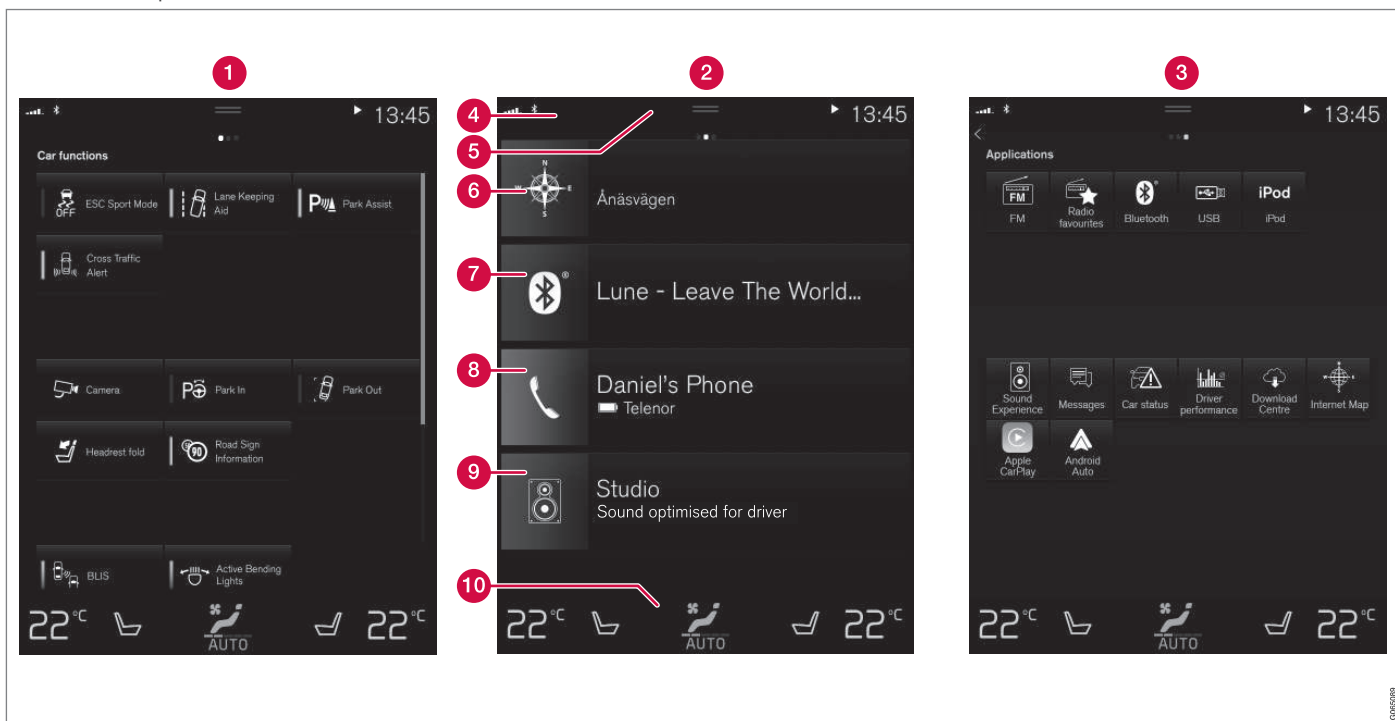 1
13:45
Car functions
OFF
ESC Sport Mode
Lane Keeping
Aid
P
Park Assist
Cross Traffic
Alert
Camera
P
Park In
Park Out
Headrest fold
90
Road Sign
Information
BLIS
Active Bending
Lights
22°C
AUTO
22°C
2
4
13:45
5
6
N
W
E
S
Ånäsvägen
7
Lune - Leave The World...
8
Daniel's Phone
Telenor
9
Studio
Sound optimised for driver
10
22°C
AUTO
22°C
3
13:45
Applications
FM
FM
Radio
favourites
Bluetooth
USB
iPod
iPod
Sound
Experience
Messages
Car status
Driver
performance
Download
Centre
Internet Map
Apple
CarPlay
Android
Auto
22°C
AUTO
22°C